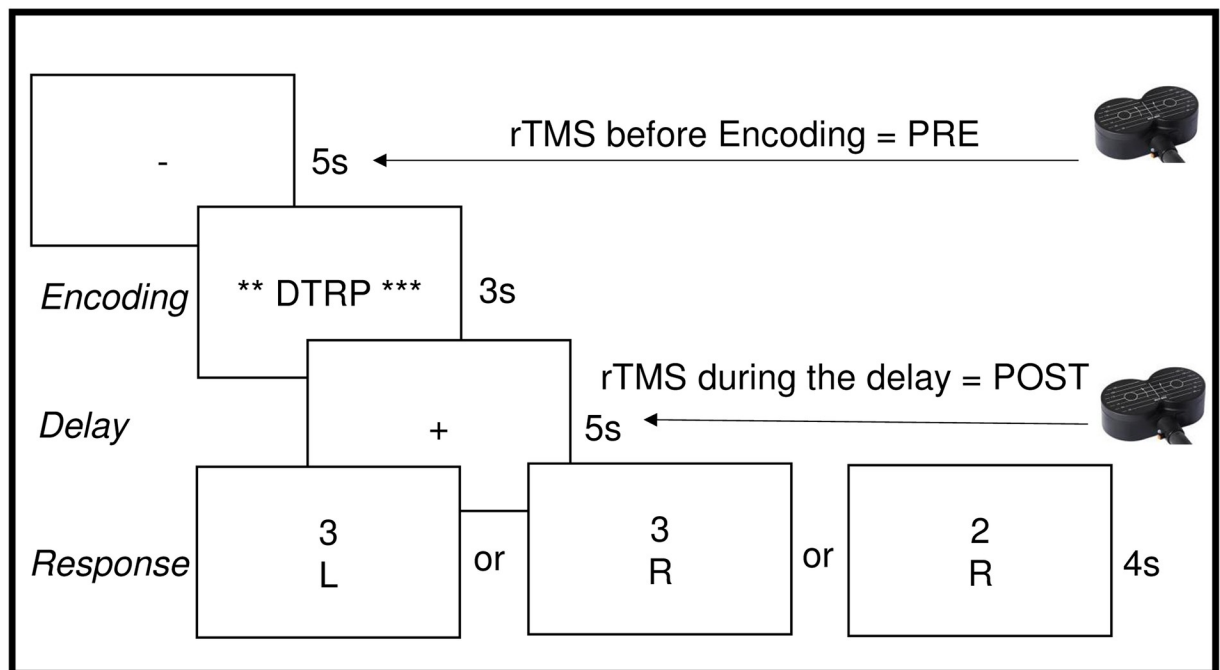 rTMS before Encoding = PRE
-
5s
Encoding
** DTRP ***
3s
rTMS during the delay = POST
Delay
+
5s
Response
3
L
or
3
R
or
2
R
4s